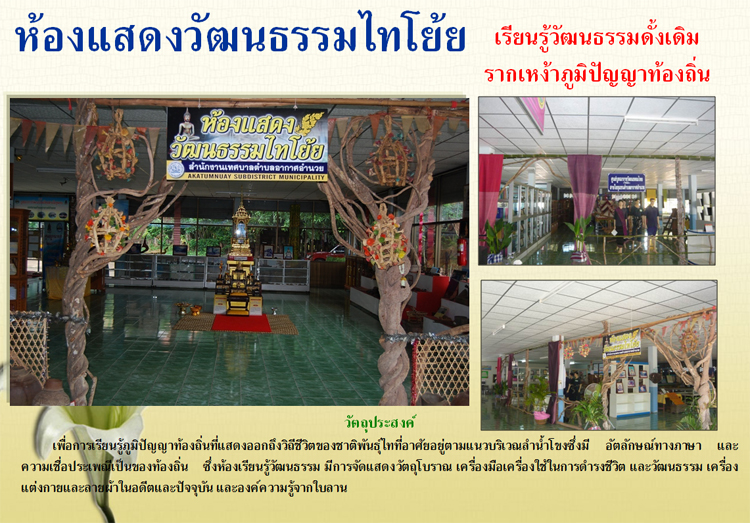 ห้องแสดงวัฒนธรรมไทโย้ย
เรียนรู้วัฒนธรรมดั้งเดิม
รากเหง้าภูมิปัญญาท้องถิ่น
ห้องแสดง
วัฒนธรรมไทโย้ย
สำนักงานเทศบาลตำบลอากาศอำนวย
AKATUMNUAY SUBDISTRICT MUNICIPALITY
วัตถุประสงค์
เพื่อการเรียนรู้ภูมิปัญญาท้องถิ่นที่แสดงออกถึงวิถีชีวิตของชาติพันธุ์ไทที่อาศัยอยู่ตามแนวบริเวณลำน้ำโขงซึ่งมี อัตลักษณ์ทางภาษา และ
ความเชื่อประเพณีเป็นของท้องถิ่น ซึ่งห้องเรียนรู้วัฒนธรรม มีการจัดแสดงวัตถุโบราณ เครื่องมือเครื่องใช้ในการดำรงชีวิต และวัฒนธรรม เครื่อง
แต่งกายและลายผ้าในอดีตและปัจจุบัน และองค์ความรู้จากใบลาน